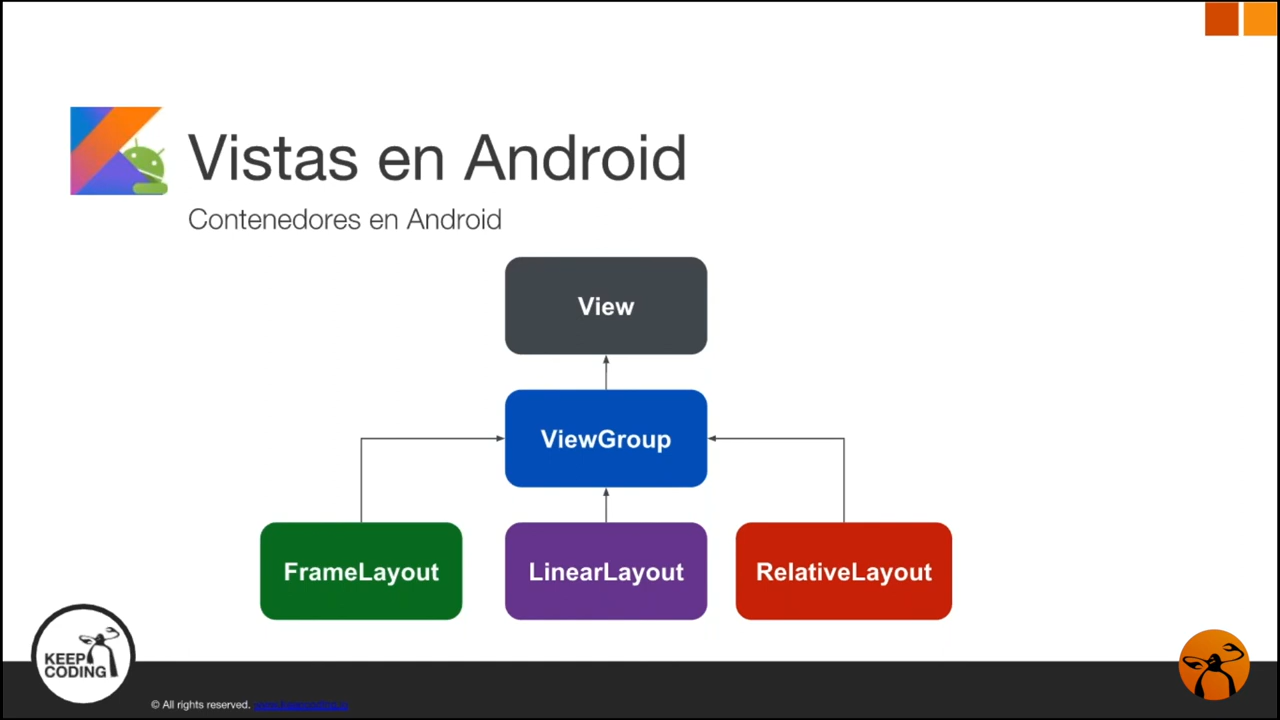 Vistas en Android
Contenedores en Android
View
ViewGroup
FrameLayout
LinearLayout
RelativeLayout
KEEP
CODING
© All rights reserved.